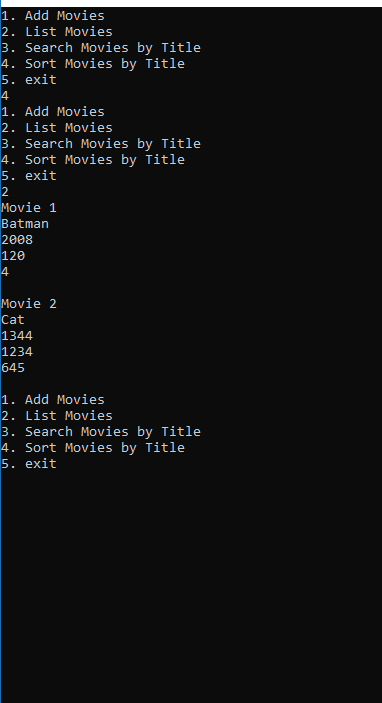 1. Add Movies
2. List Movies
3. Search Movies by Title
4. Sort Movies by Title
5. exit
4
1. Add Movies
2. List Movies
3. Search Movies by Title
4. Sort Movies by Title
5. exit
2
Movie 1
Batman
2008
120
4
Movie 2
Cat
1344
1234
645
1. Add Movies
2. List Movies
3. Search Movies by Title
4. Sort Movies by Title
5. exit